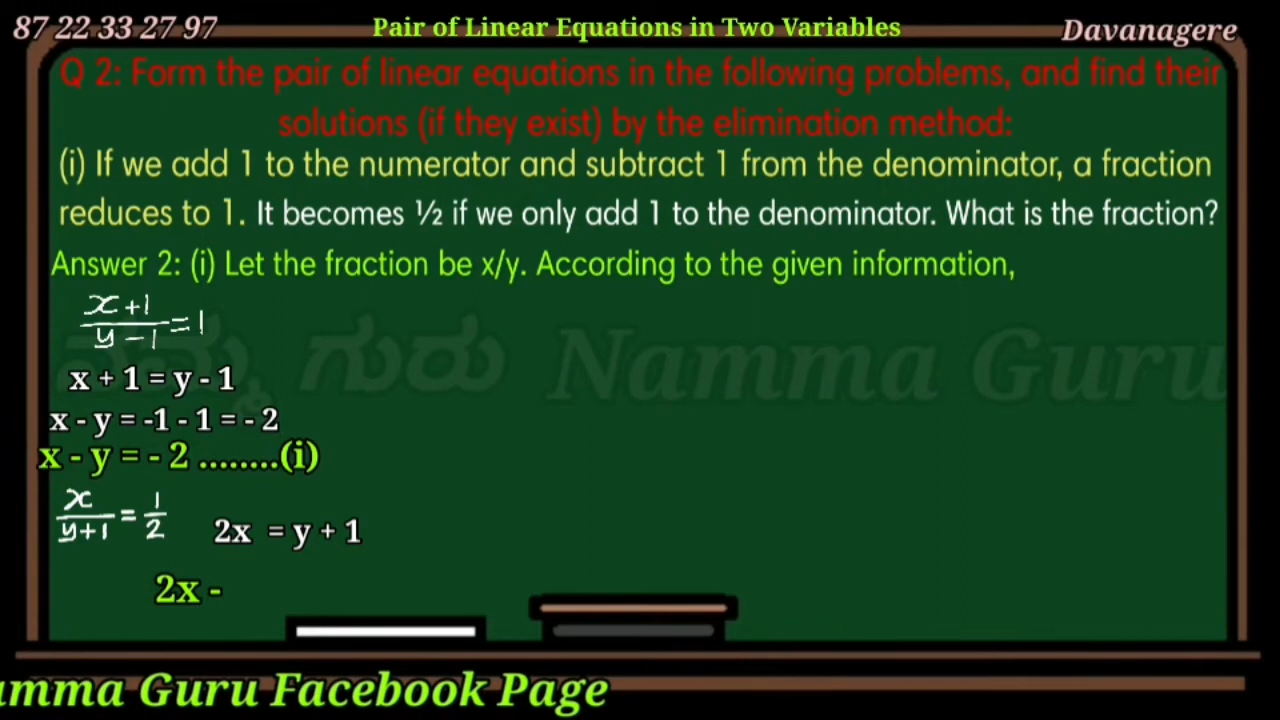 87 22 33 27 97 Pair of Linear Equations in Two Variables Davanagere
Q 2: Form the pair of linear equations in the following problems, and find their
solutions (if they exist) by the elimination method:
(i) If we add 1 to the numerator and subtract 1 from the denominator, a fraction
reduces to 1. It becomes ½ if we only add 1 to the denominator. What is the fraction?
Answer 2: (i) Let the fraction be x/y. According to the given information,
x+1
y-1 =1
ನಮ್ಮ ಗುರು Namma Guru
x + 1 = y - 1
x - y = -1 - 1 = - 2
x - y = - 2 ........(i)
x/y+1 = 1/2 2x = y + 1
2x -
amma Guru Facebook Page